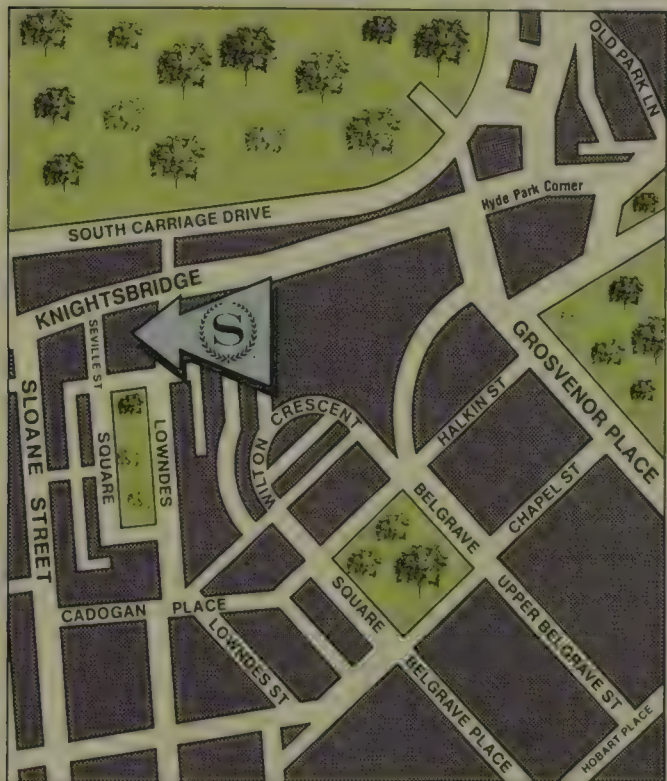 OLD PARK LN
Hyde Park Corner
SOUTH CARRIAGE DRIVE
KNIGHTSBRIDGE
S
SEVILLE ST
GROSVENOR PLACE
SLOANE STREET
SQUARE
LOWNDES
WILTON CRESCENT
HALKIN ST
CHAPEL ST
BELGRAVE
SQUARE
UPPER BELGRAVE ST
CADOGAN PLACE
LOWNDES ST
BELGRAVE PLACE
HOBART PLACE